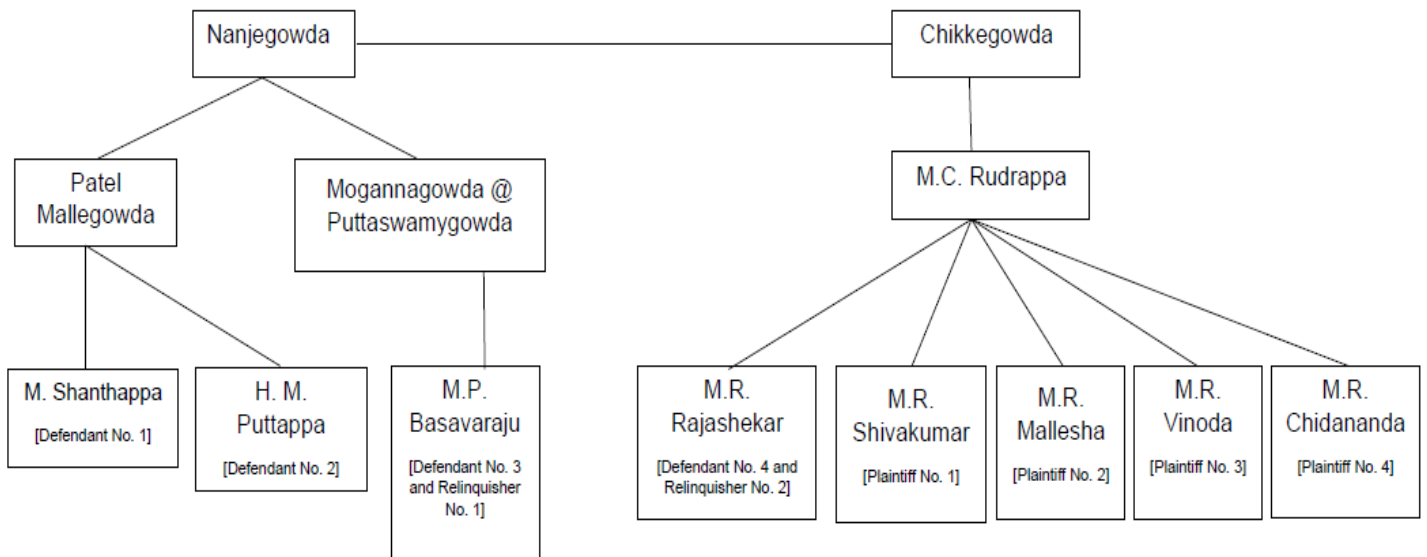 Nanjegowda
Chikkegowda
Patel
Mallegowda
Mogannagowda @
Puttaswamygowda
M.C. Rudrappa
M. Shanthappa
[Defendant No. 1]
H. M.
Puttappa
[Defendant No. 2]
M.P.
Basavaraju
[Defendant No. 3
and Relinquisher
No. 1]
M.R.
Rajashekar
[Defendant No. 4 and
Relinquisher No. 2]
M.R.
Shivakumar
[Plaintiff No. 1]
M.R.
Mallesha
[Plaintiff No. 2]
M.R.
Vinoda
[Plaintiff No. 3]
M.R.
Chidananda
[Plaintiff No. 4]